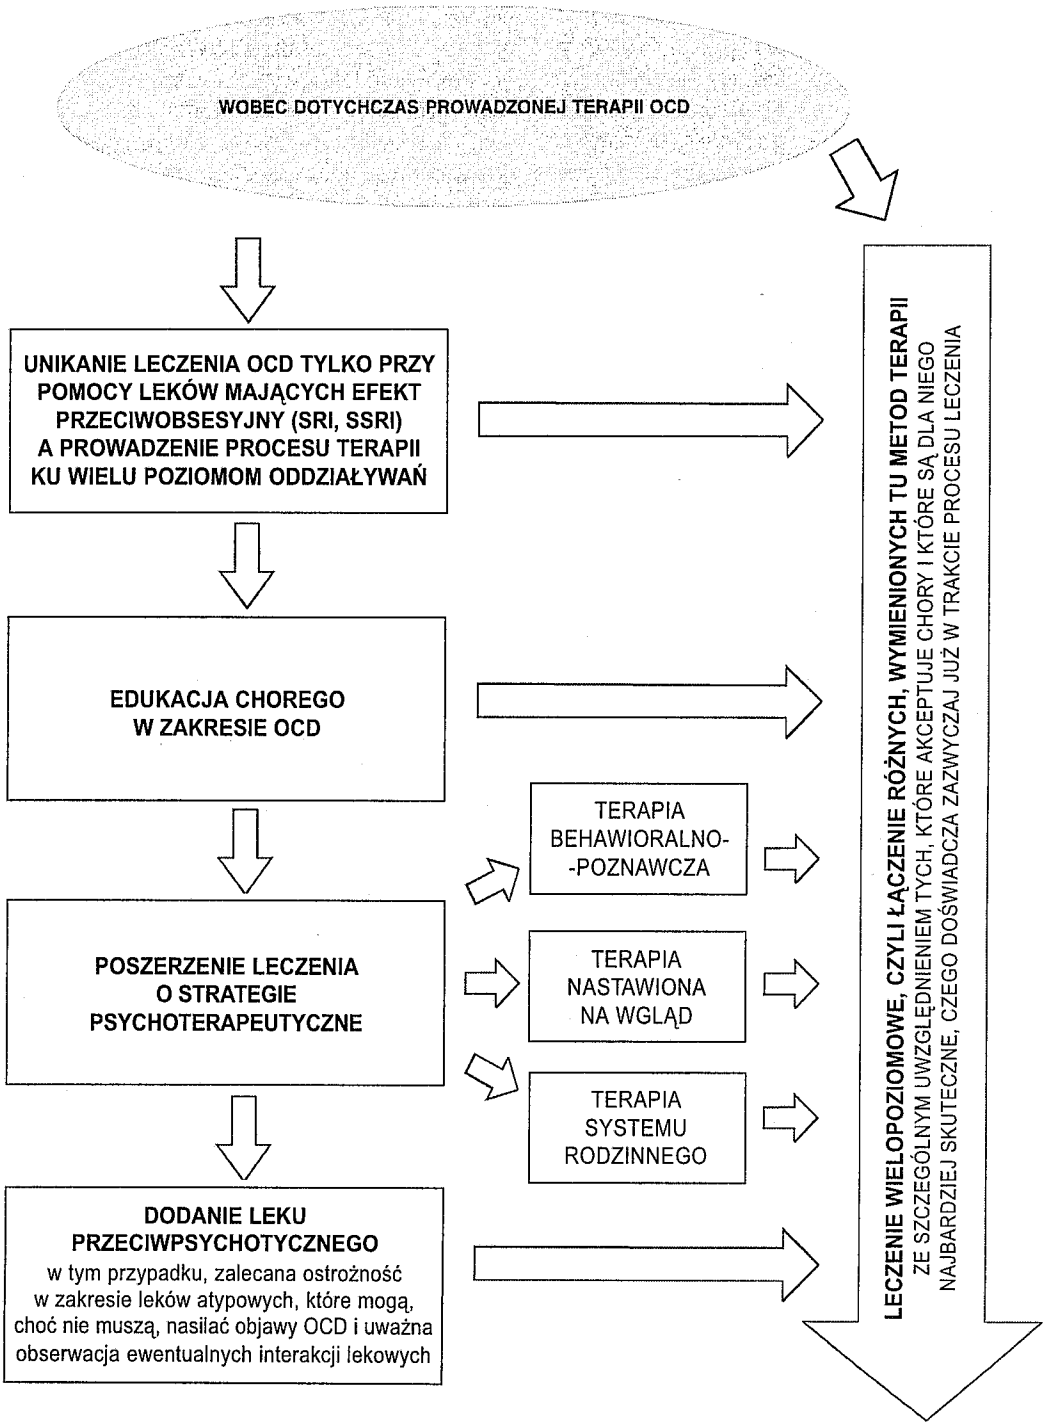 WOBEC DOTYCHCZAS PROWADZONEJ TERAPII OCD
UNIKANIE LECZENIA OCD TYLKO PRZY
POMOCY LEKÓW MAJĄCYCH EFEKT
PRZECIWOBSESYJNY (SRI, SSRI)
A PROWADZENIE PROCESU TERAPII
KU WIELU POZIOMOM ODDZIAŁYWAŃ
EDUKACJA CHOREGO
W ZAKRESIE OCD
POSZERZENIE LECZENIA
O STRATEGIE
PSYCHOTERAPEUTYCZNE
TERAPIA
BEHAWIORALNO-
-POZNAWCZA
TERAPIA
NASTAWIONA
NA WGLĄD
TERAPIA
SYSTEMU
RODZINNEGO
DODANIE LEKU
PRZECIWPSYCHOTYCZNEGO
w tym przypadku, zalecana ostrożność
w zakresie leków atypowych, które mogą,
choć nie muszą, nasilać objawy OCD i uważna
obserwacja ewentualnych interakcji lekowych
LECZENIE WIELOPOZIOMOWE, CZYLI ŁĄCZENIE RÓŻNYCH, WYMIENIONYCH TU METOD TERAPII
ZE SZCZEGÓLNYM UWZGLĘDNIENIEM TYCH, KTÓRE AKCEPTUJE CHORY I KTÓRE SĄ DLA NIEGO
NAJBARDZIEJ SKUTECZNE, CZEGO DOŚWIADCZA ZAZWYCZAJ JUŻ W TRAKCIE PROCESU LECZENIA